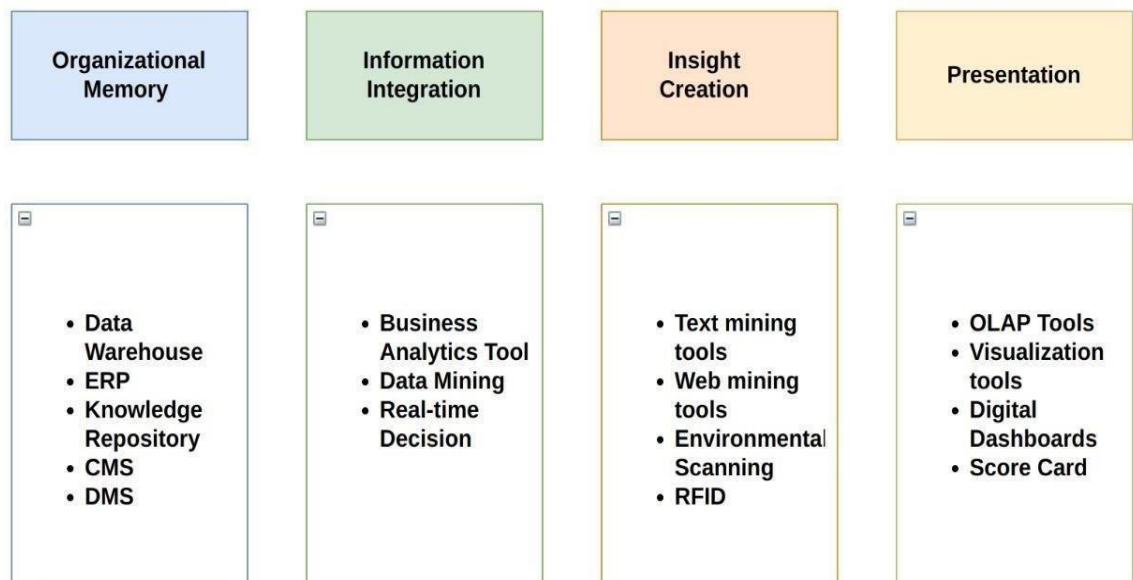 Organizational
Memory
Information
Integration
Insight
Creation
Presentation
• Data
Warehouse
• ERP
• Knowledge
Repository
• CMS
• DMS
• Business
Analytics Tool
• Data Mining
• Real-time
Decision
• Text mining
tools
• Web mining
tools
• Environmental
Scanning
• RFID
• OLAP Tools
• Visualization
tools
• Digital
Dashboards
• Score Card